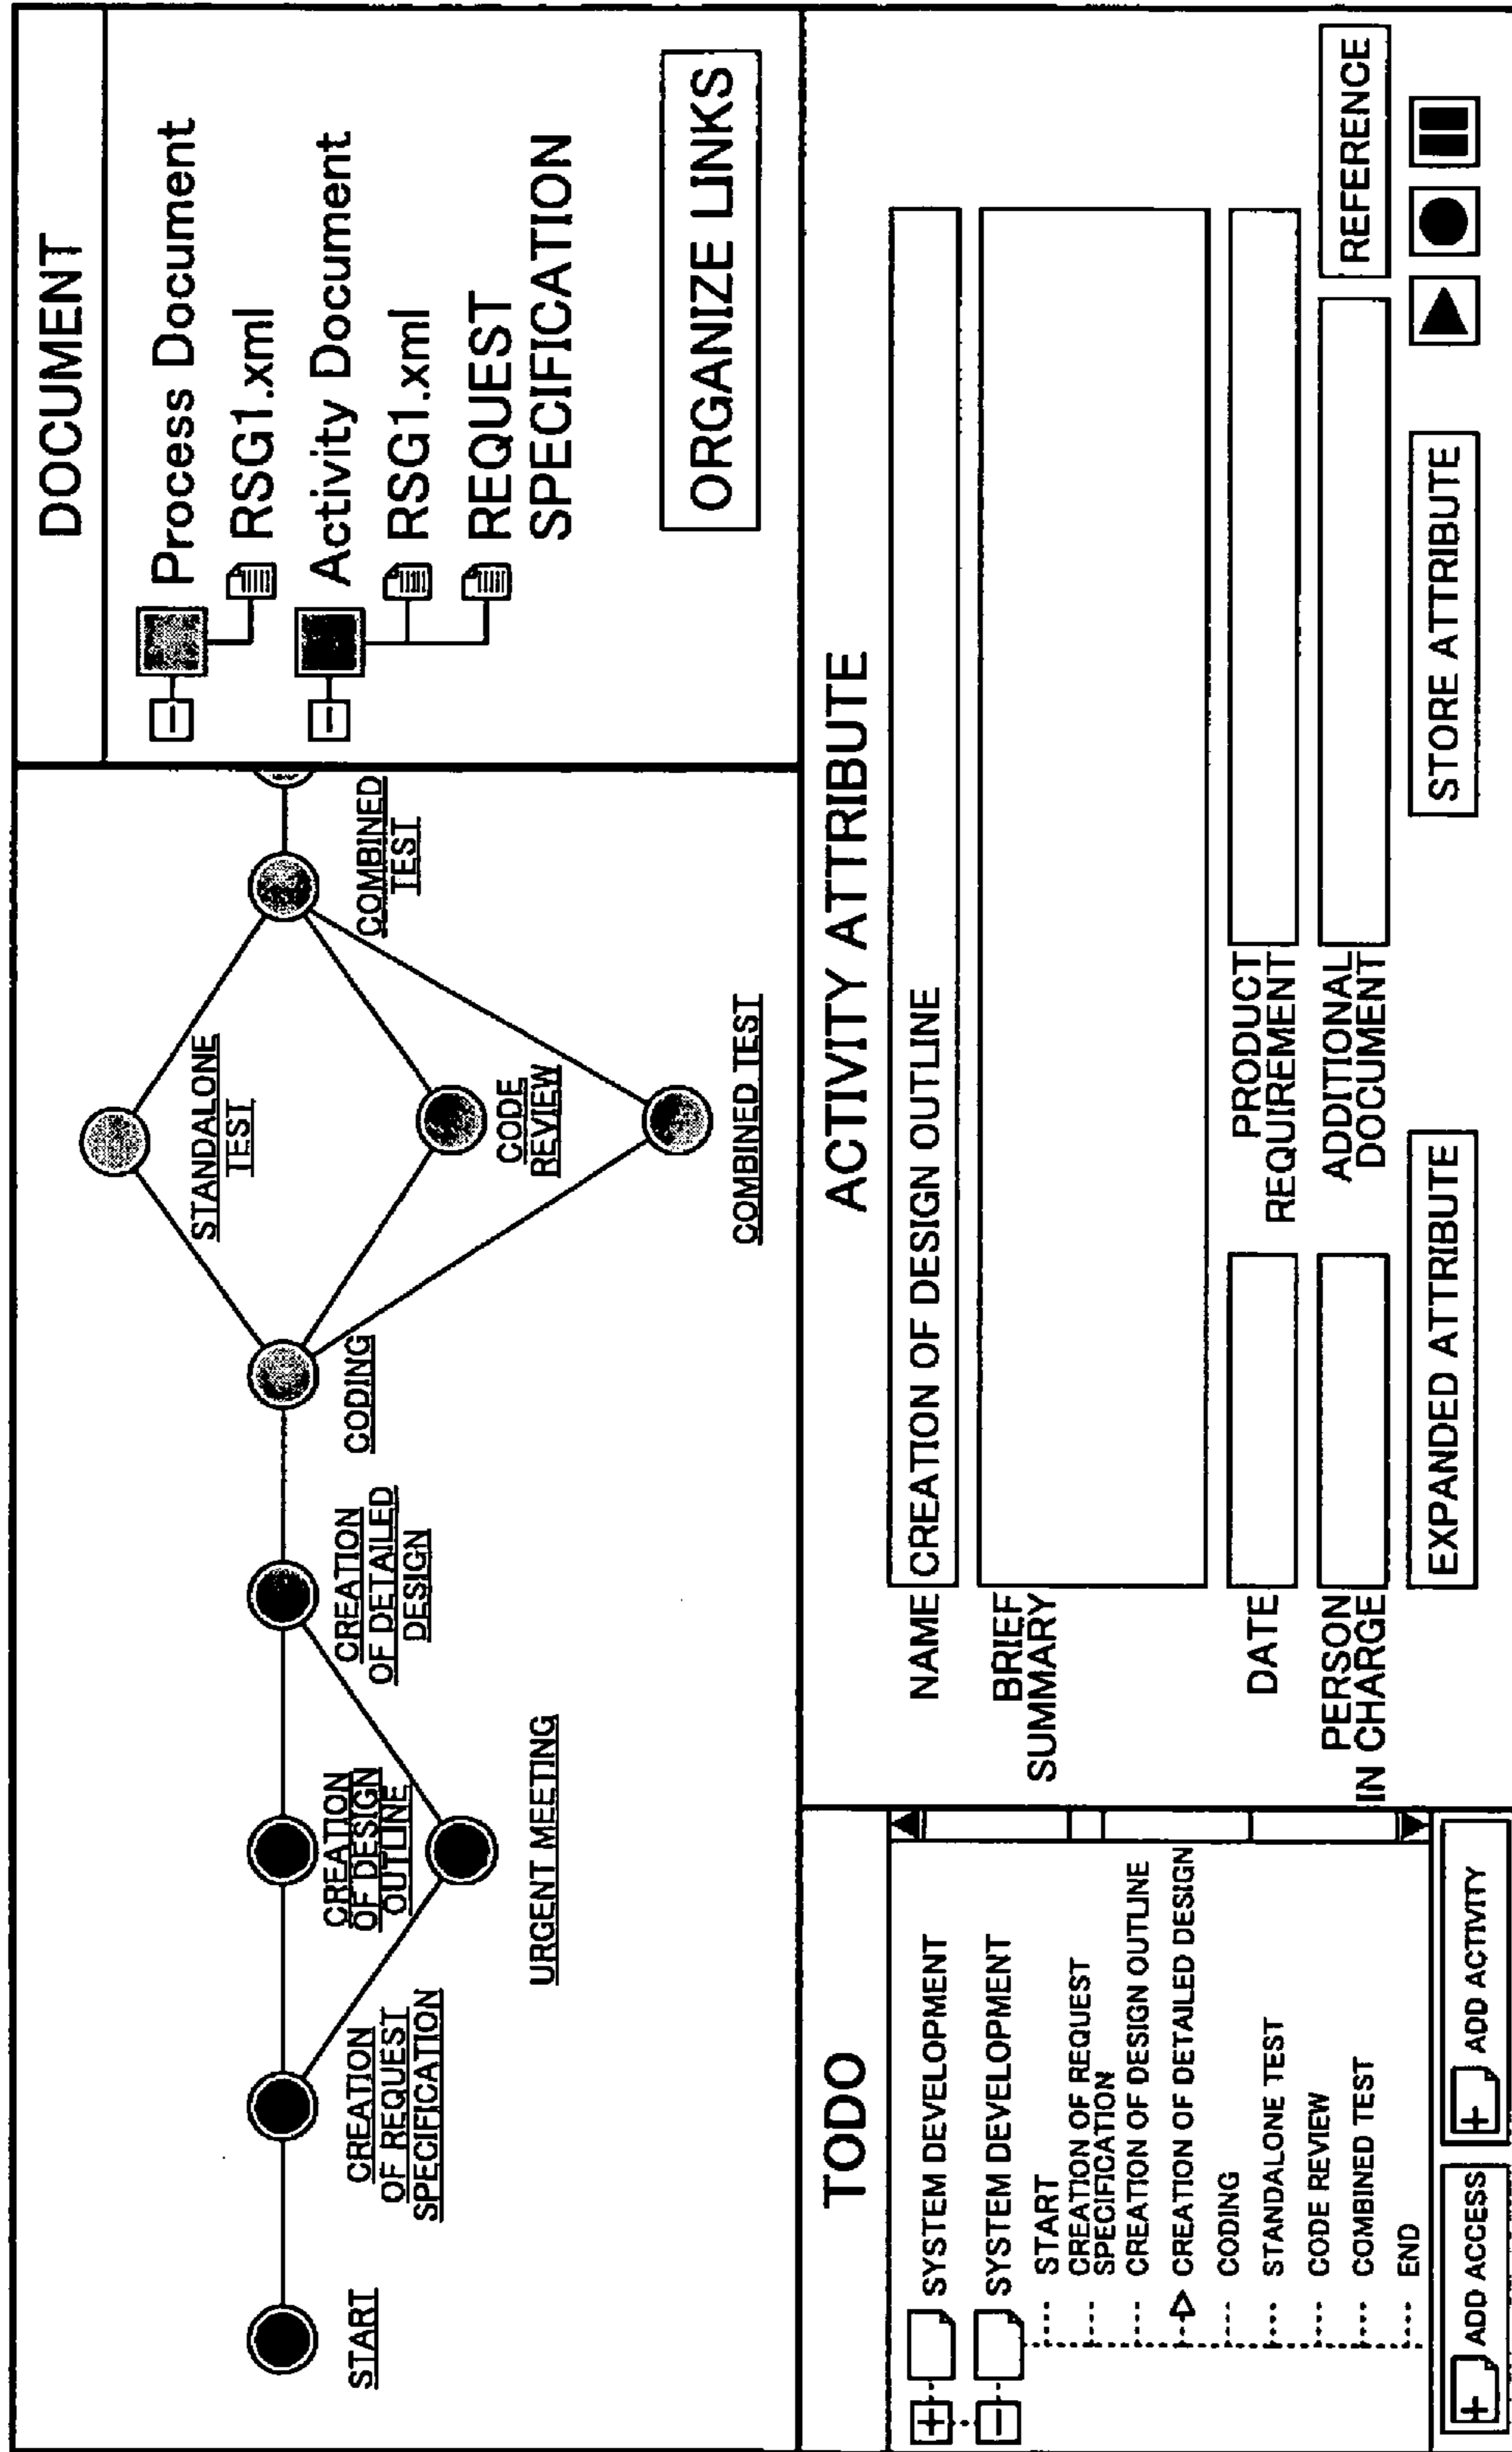 START
CREATION
OF REQUEST
SPECIFICATION
CREATION
OF DESIGN
OUTLINE
URGENT MEETING
CREATION
OF DETAILED
DESIGN
CODING
STANDALONE
TEST
CODE
REVIEW
COMBINED TEST
COMBINED
TEST
DOCUMENT
Process Document
RSG1.xml
Activity Document
RSG1.xml
REQUEST
SPECIFICATION
ORGANIZE LINKS
TODO
SYSTEM DEVELOPMENT
SYSTEM DEVELOPMENT
START
CREATION OF REQUEST
SPECIFICATION
CREATION OF DESIGN OUTLINE
CREATION OF DETAILED DESIGN
CODING
STANDALONE TEST
CODE REVIEW
COMBINED TEST
END
ADD ACCESS
ADD ACTIVITY
ACTIVITY ATTRIBUTE
NAME CREATION OF DESIGN OUTLINE
BRIEF
SUMMARY
DATE
PRODUCT
REQUIREMENT
PERSON
IN CHARGE
ADDITIONAL
DOCUMENT
REFERENCE
EXPANDED ATTRIBUTE
STORE ATTRIBUTE